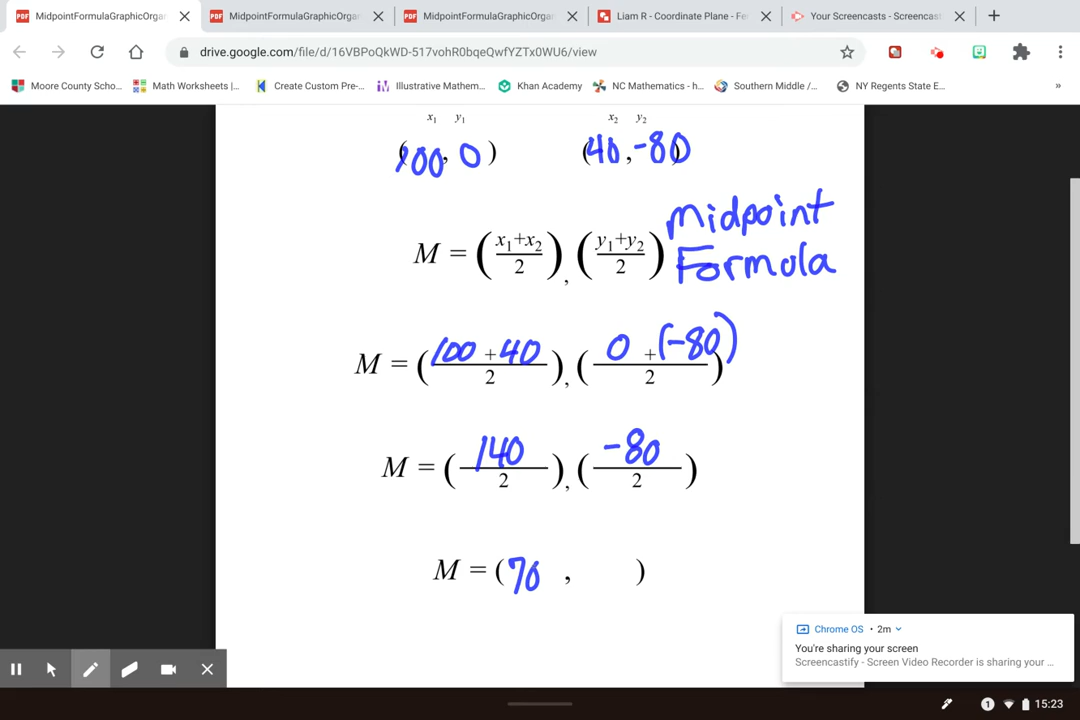 MidpointFormulaGraphicOrga
MidpointFormulaGraphicOrga
MidpointFormulaGraphicOrga
Liam R - Coordinate Plane - Fe
Your Screencasts - Screencast
drive.google.com/file/d/16VBPoQkWD-517vohR0bqeQwfYZTx0WU6/view
Moore County Scho...
Math Worksheets |...
Create Custom Pre-...
Illustrative Mathem...
Khan Academy
NC Mathematics - h...
Southern Middle /...
NY Regents State E...
»
x₁ y₁ x₂ y₂
(100, 0) (40, -80)
M = (x₁+x₂/2), (y₁+y₂/2) Midpoint
Formola
M = (100 + 40/2), (0 + (-80)/2)
M = (140/2), (-80/2)
M = (70 , )
Chrome OS • 2m
You're sharing your screen
Screencastify - Screen Video Recorder is sharing your ...
1 15:23